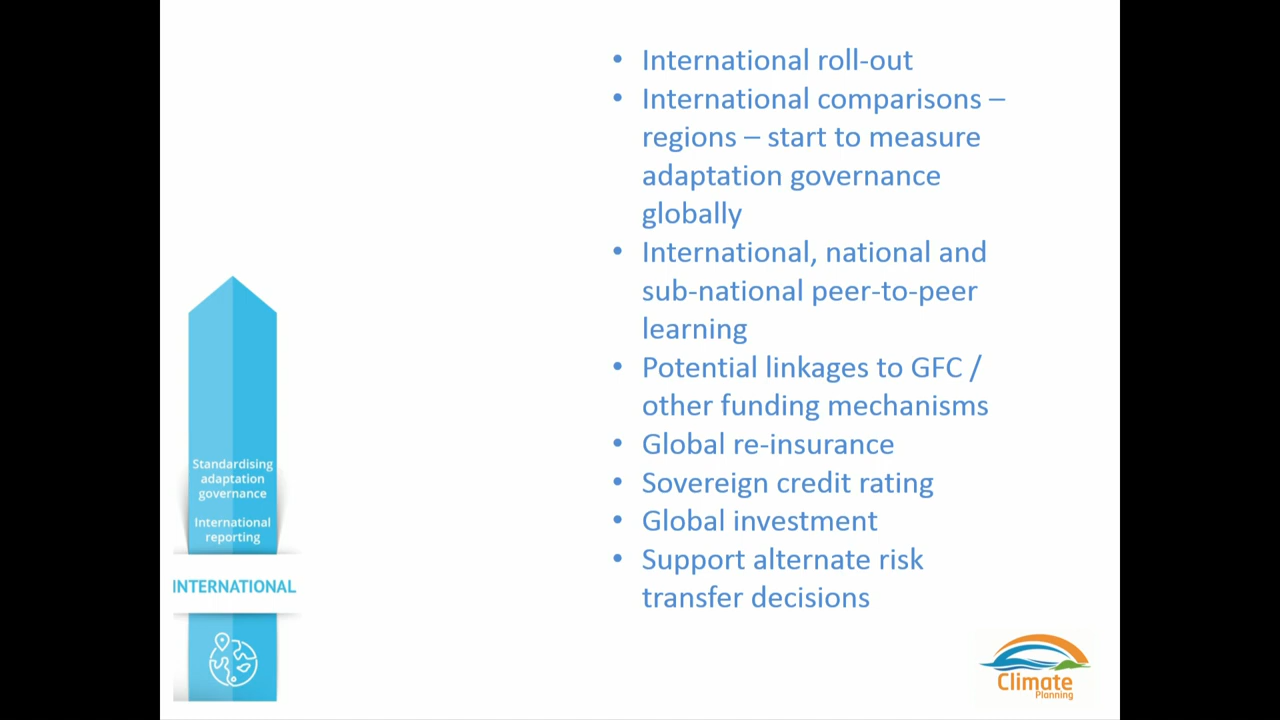 • International roll-out
• International comparisons –
regions – start to measure
adaptation governance
globally
• International, national and
sub-national peer-to-peer
learning
• Potential linkages to GFC /
other funding mechanisms
• Global re-insurance
• Sovereign credit rating
• Global investment
• Support alternate risk
transfer decisions
Standardising
adaptation
governance
International
reporting
INTERNATIONAL
Climate
Planning